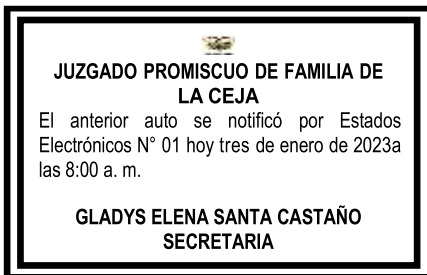 JUZGADO PROMISCUO DE FAMILIA DE
LA CEJA
El anterior auto se notificó por Estados
Electrónicos N° 01 hoy tres de enero de 2023a
las 8:00 a. m.
GLADYS ELENA SANTA CASTAÑO
SECRETARIA